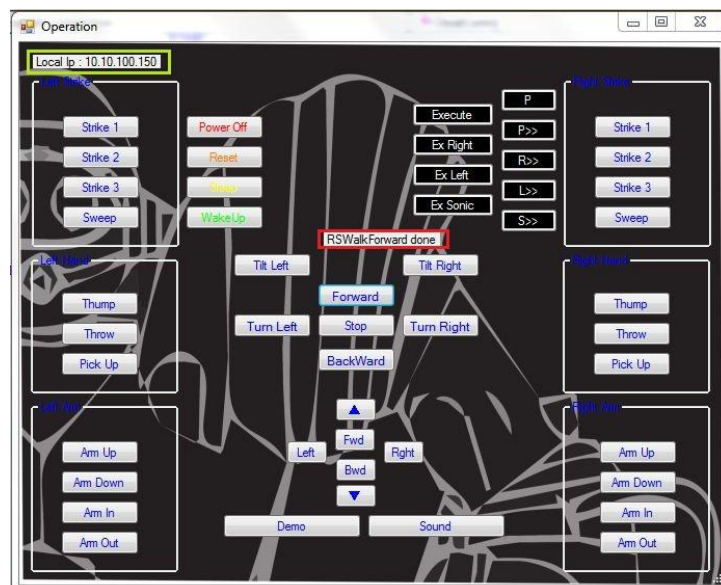 Operation
Local Ip : 10.10.100.150
Left Strike
Strike 1
Strike 2
Strike 3
Sweep
Power Off
Reset
Sleep
WakeUp
Execute
Ex Right
Ex Left
Ex Sonic
P
P>>
R>>
L>>
S>>
Right Strike
Strike 1
Strike 2
Strike 3
Sweep
RSWalkForward done
Tilt Left
Tilt Right
Forward
Turn Left
Stop
Turn Right
BackWard
Left Hand
Thump
Throw
Pick Up
Right Hand
Thump
Throw
Pick Up
Left Arm
Arm Up
Arm Down
Arm In
Arm Out
▲
Fwd
Left
Rght
Bwd
▼
Demo
Sound
Right Arm
Arm Up
Arm Down
Arm In
Arm Out